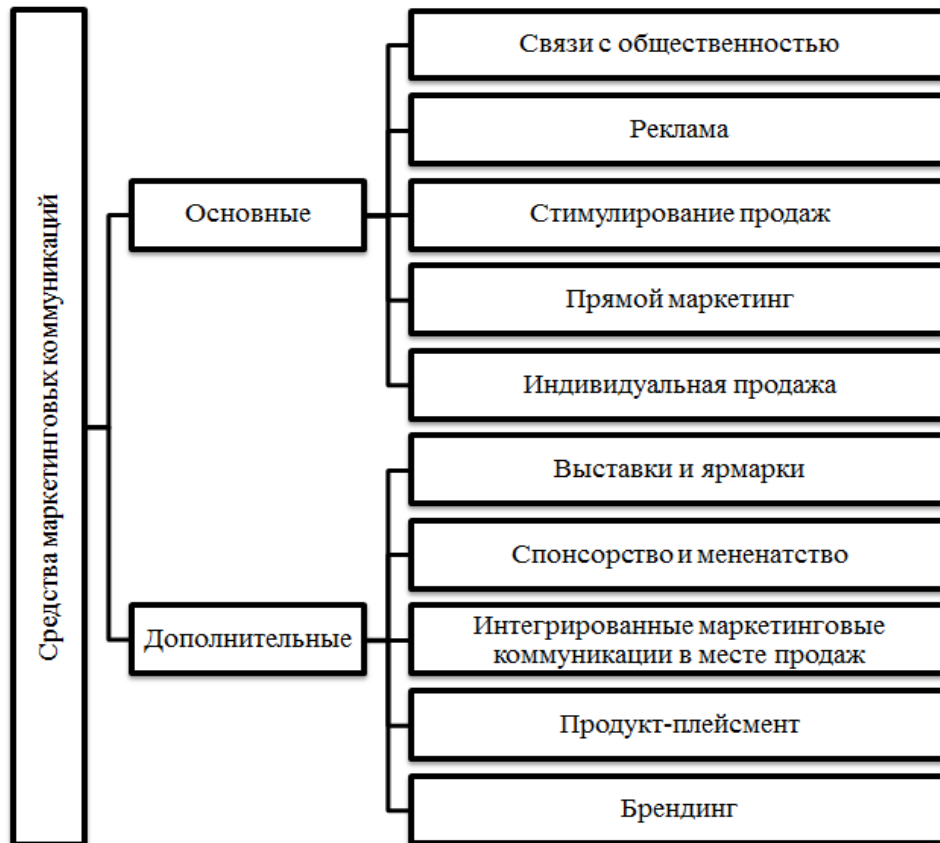 Средства маркетинговых коммуникаций
Основные
Связи с общественностью
Реклама
Стимулирование продаж
Прямой маркетинг
Индивидуальная продажа
Дополнительные
Выставки и ярмарки
Спонсорство и мененатство
Интегрированные маркетинговые
коммуникации в месте продаж
Продукт-плейсмент
Брендинг